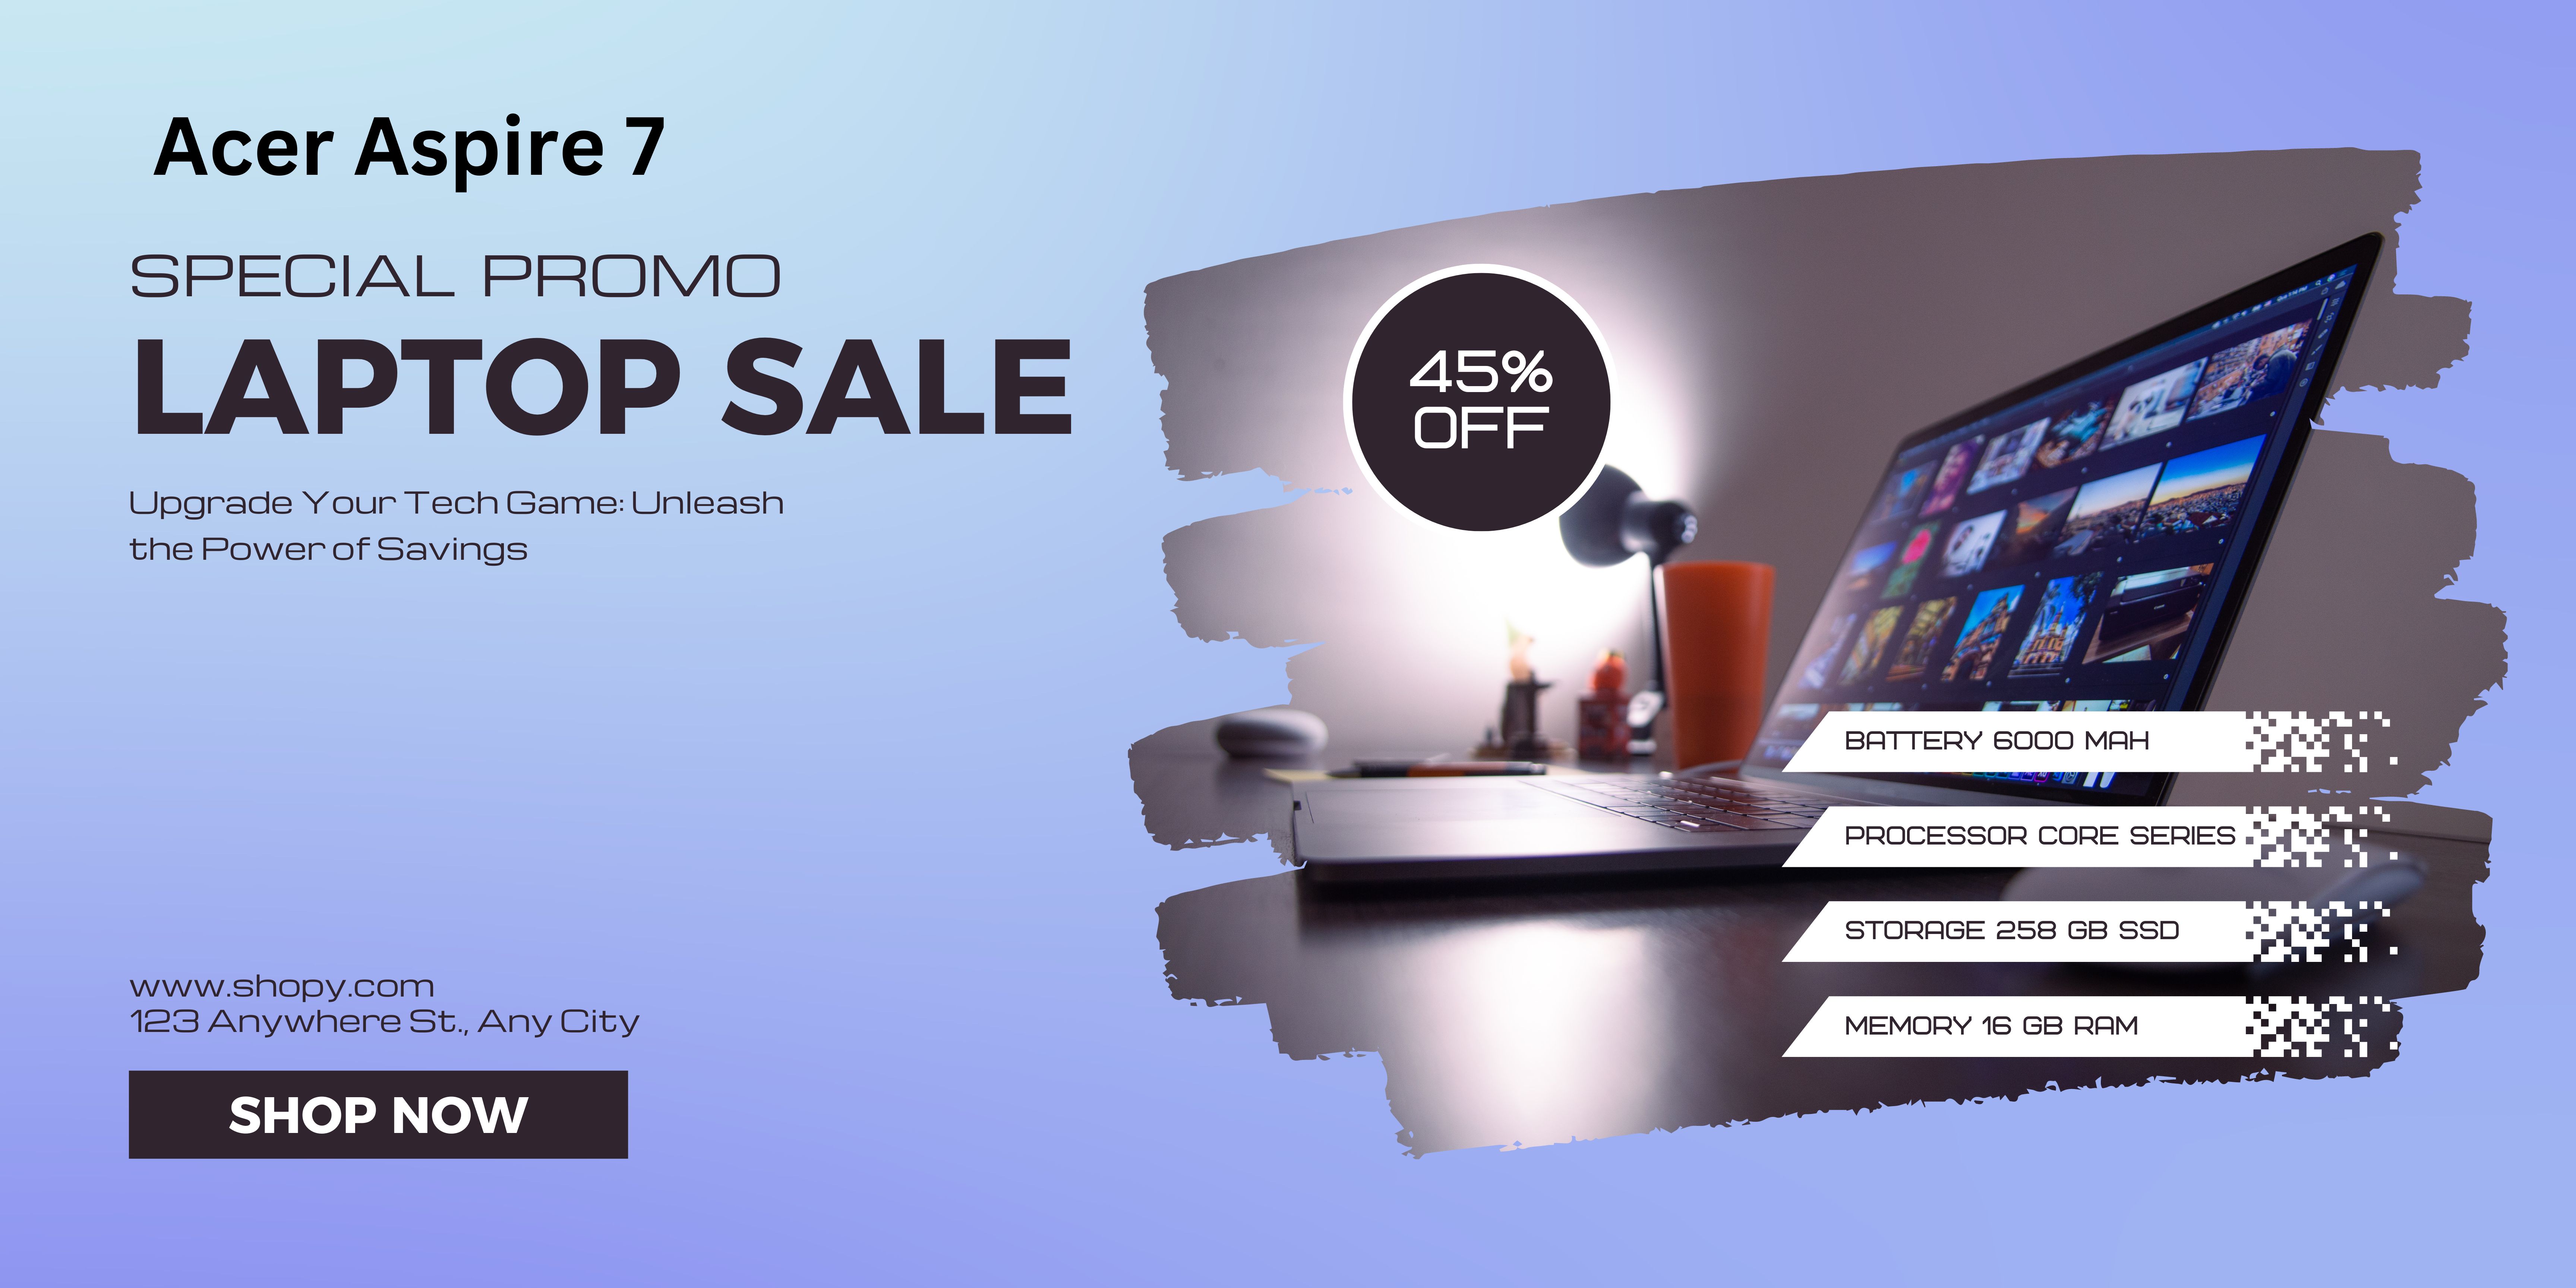 Acer Aspire 7
SPECIAL PROMO
LAPTOP SALE
Upgrade Your Tech Game: Unleash
the Power of Savings
45%
OFF
BATTERY 6000 MAH
PROCESSOR CORE SERIES
STORAGE 258 GB SSD
MEMORY 16 GB RAM
www.shopy.com
123 Anywhere St., Any City
SHOP NOW